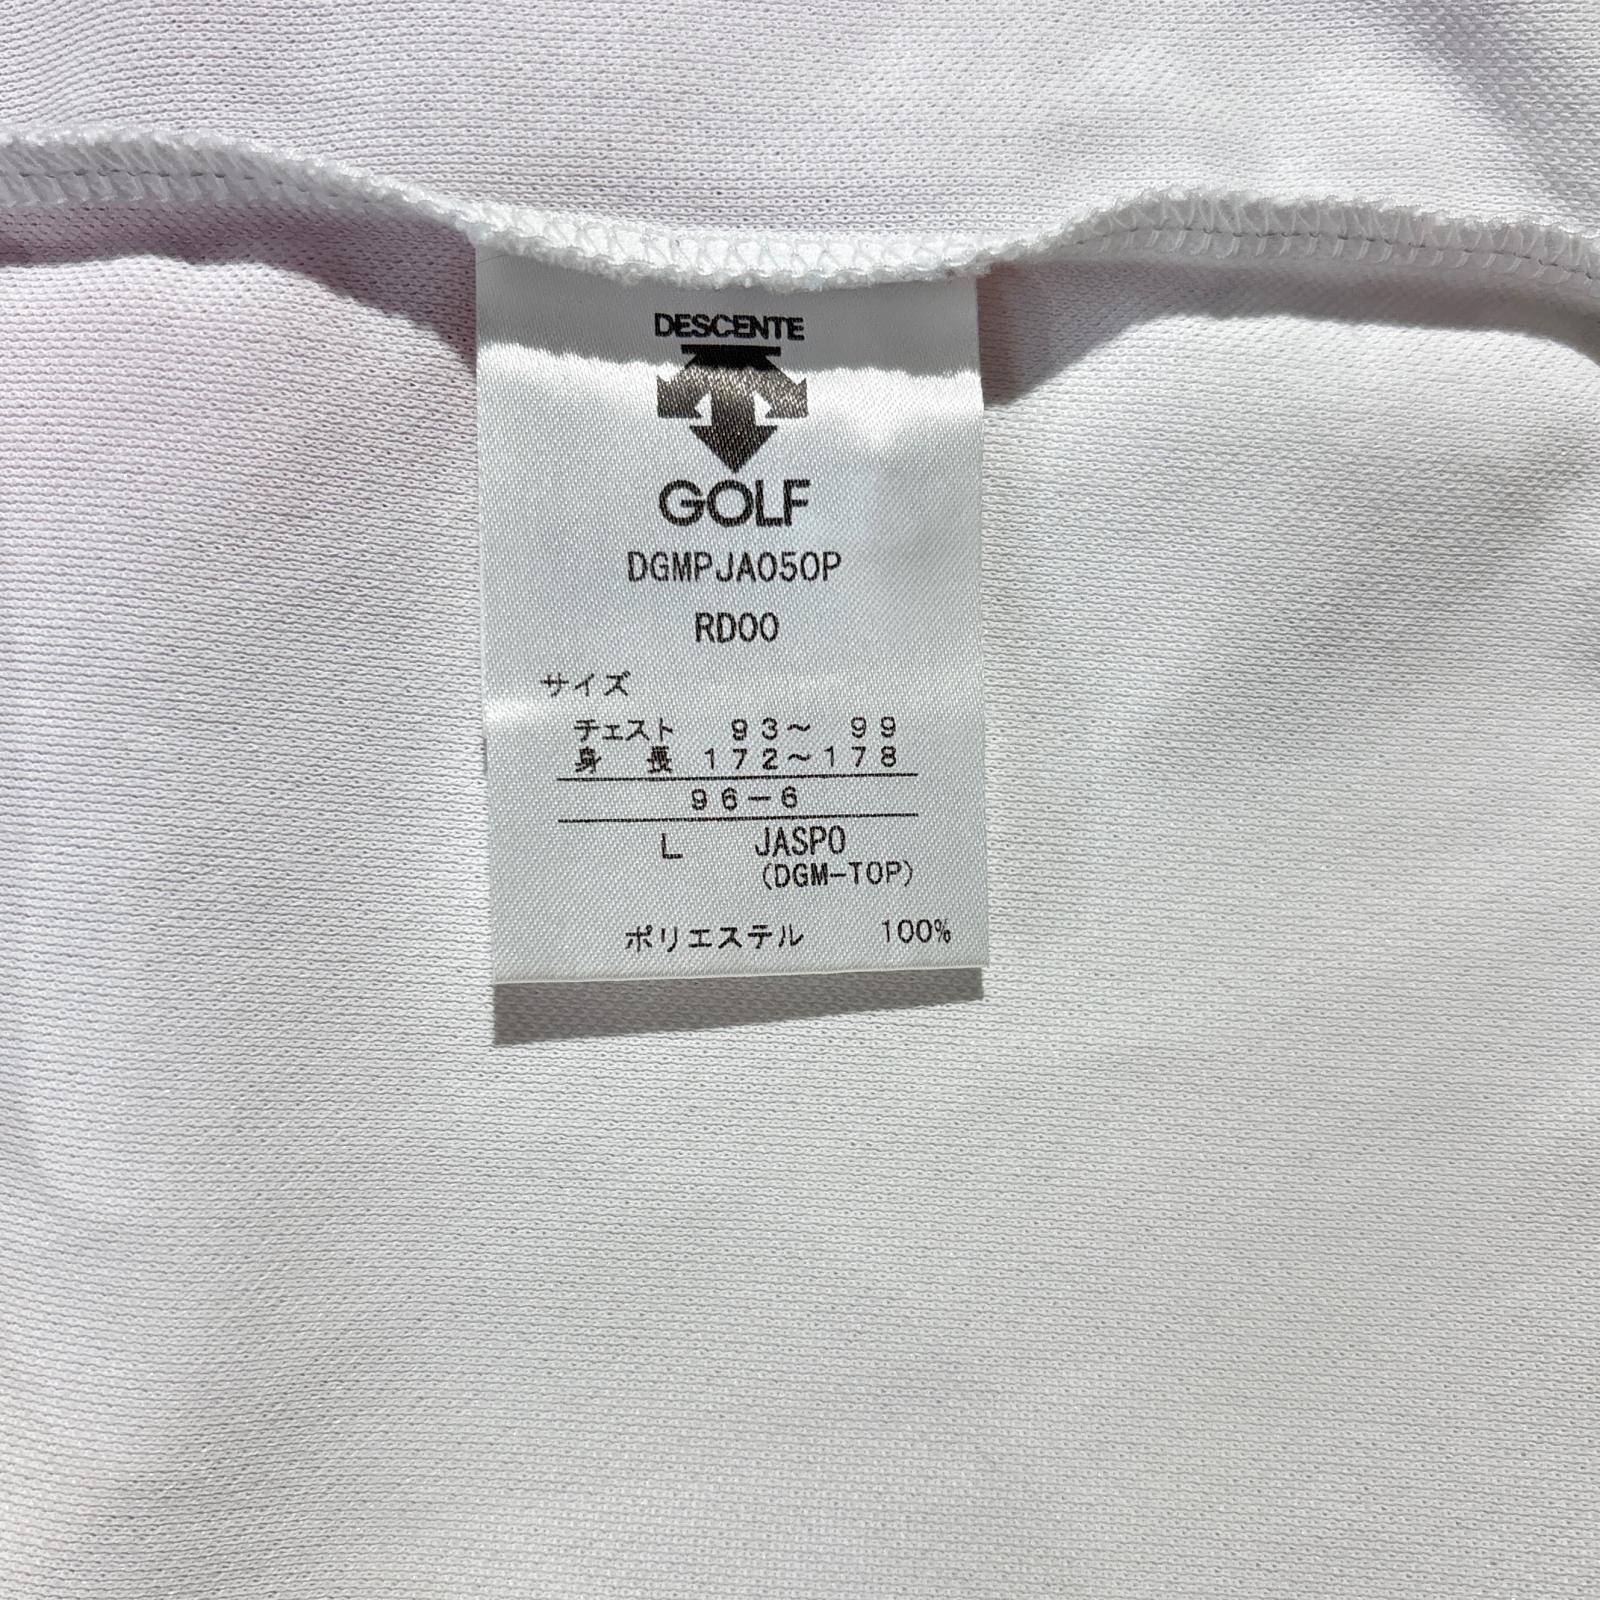 DESCENTE
GOLF
DGMPJA050P
RD00
サイズ
チェスト 93～ 99
身 長 172～178
96－6
L JASPO
(DGM-TOP)
ポリエステル 100%